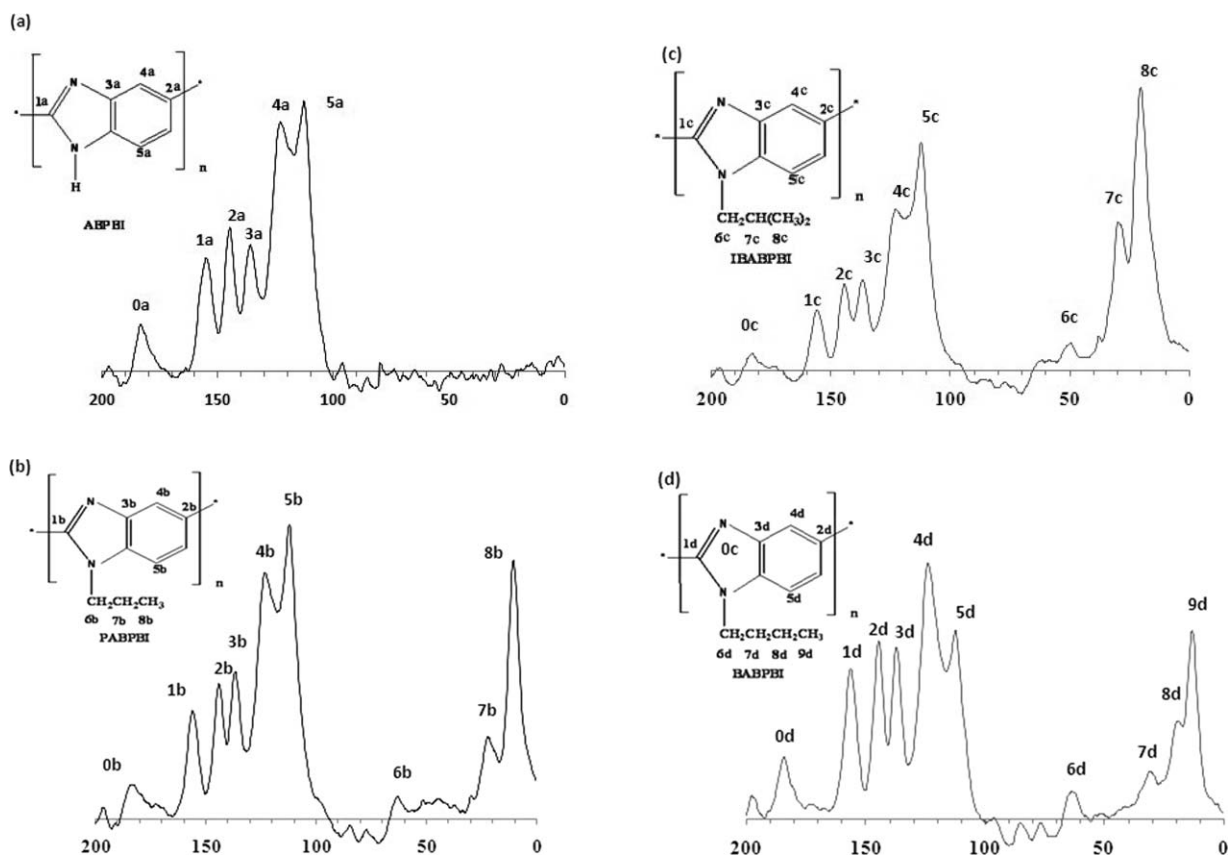 (a)
N
4a
3a
2a
1a
N
5a
H
n
ABPBI
0a
1a
2a
3a
4a
5a
200
150
100
50
0
(c)
N
4c
3c
2c
1c
N
5c
n
CH₂CH(CH₃)₂
6c 7c 8c
IBABPBI
0c
1c
2c
3c
4c
5c
6c
7c
8c
200
150
100
50
0
(b)
N
4b
3b
2b
1b
N
5b
n
CH₂CH₂CH₃
6b 7b 8b
PABPBI
0b
1b
2b
3b
4b
5b
6b
7b
8b
200
150
100
50
0
(d)
N
4d
0c
3d
2d
1d
N
5d
n
CH₂CH₂CH₂CH₃
6d 7d 8d 9d
BABPBI
0d
1d
2d
3d
4d
5d
6d
7d
8d
9d
200
150
100
50
0